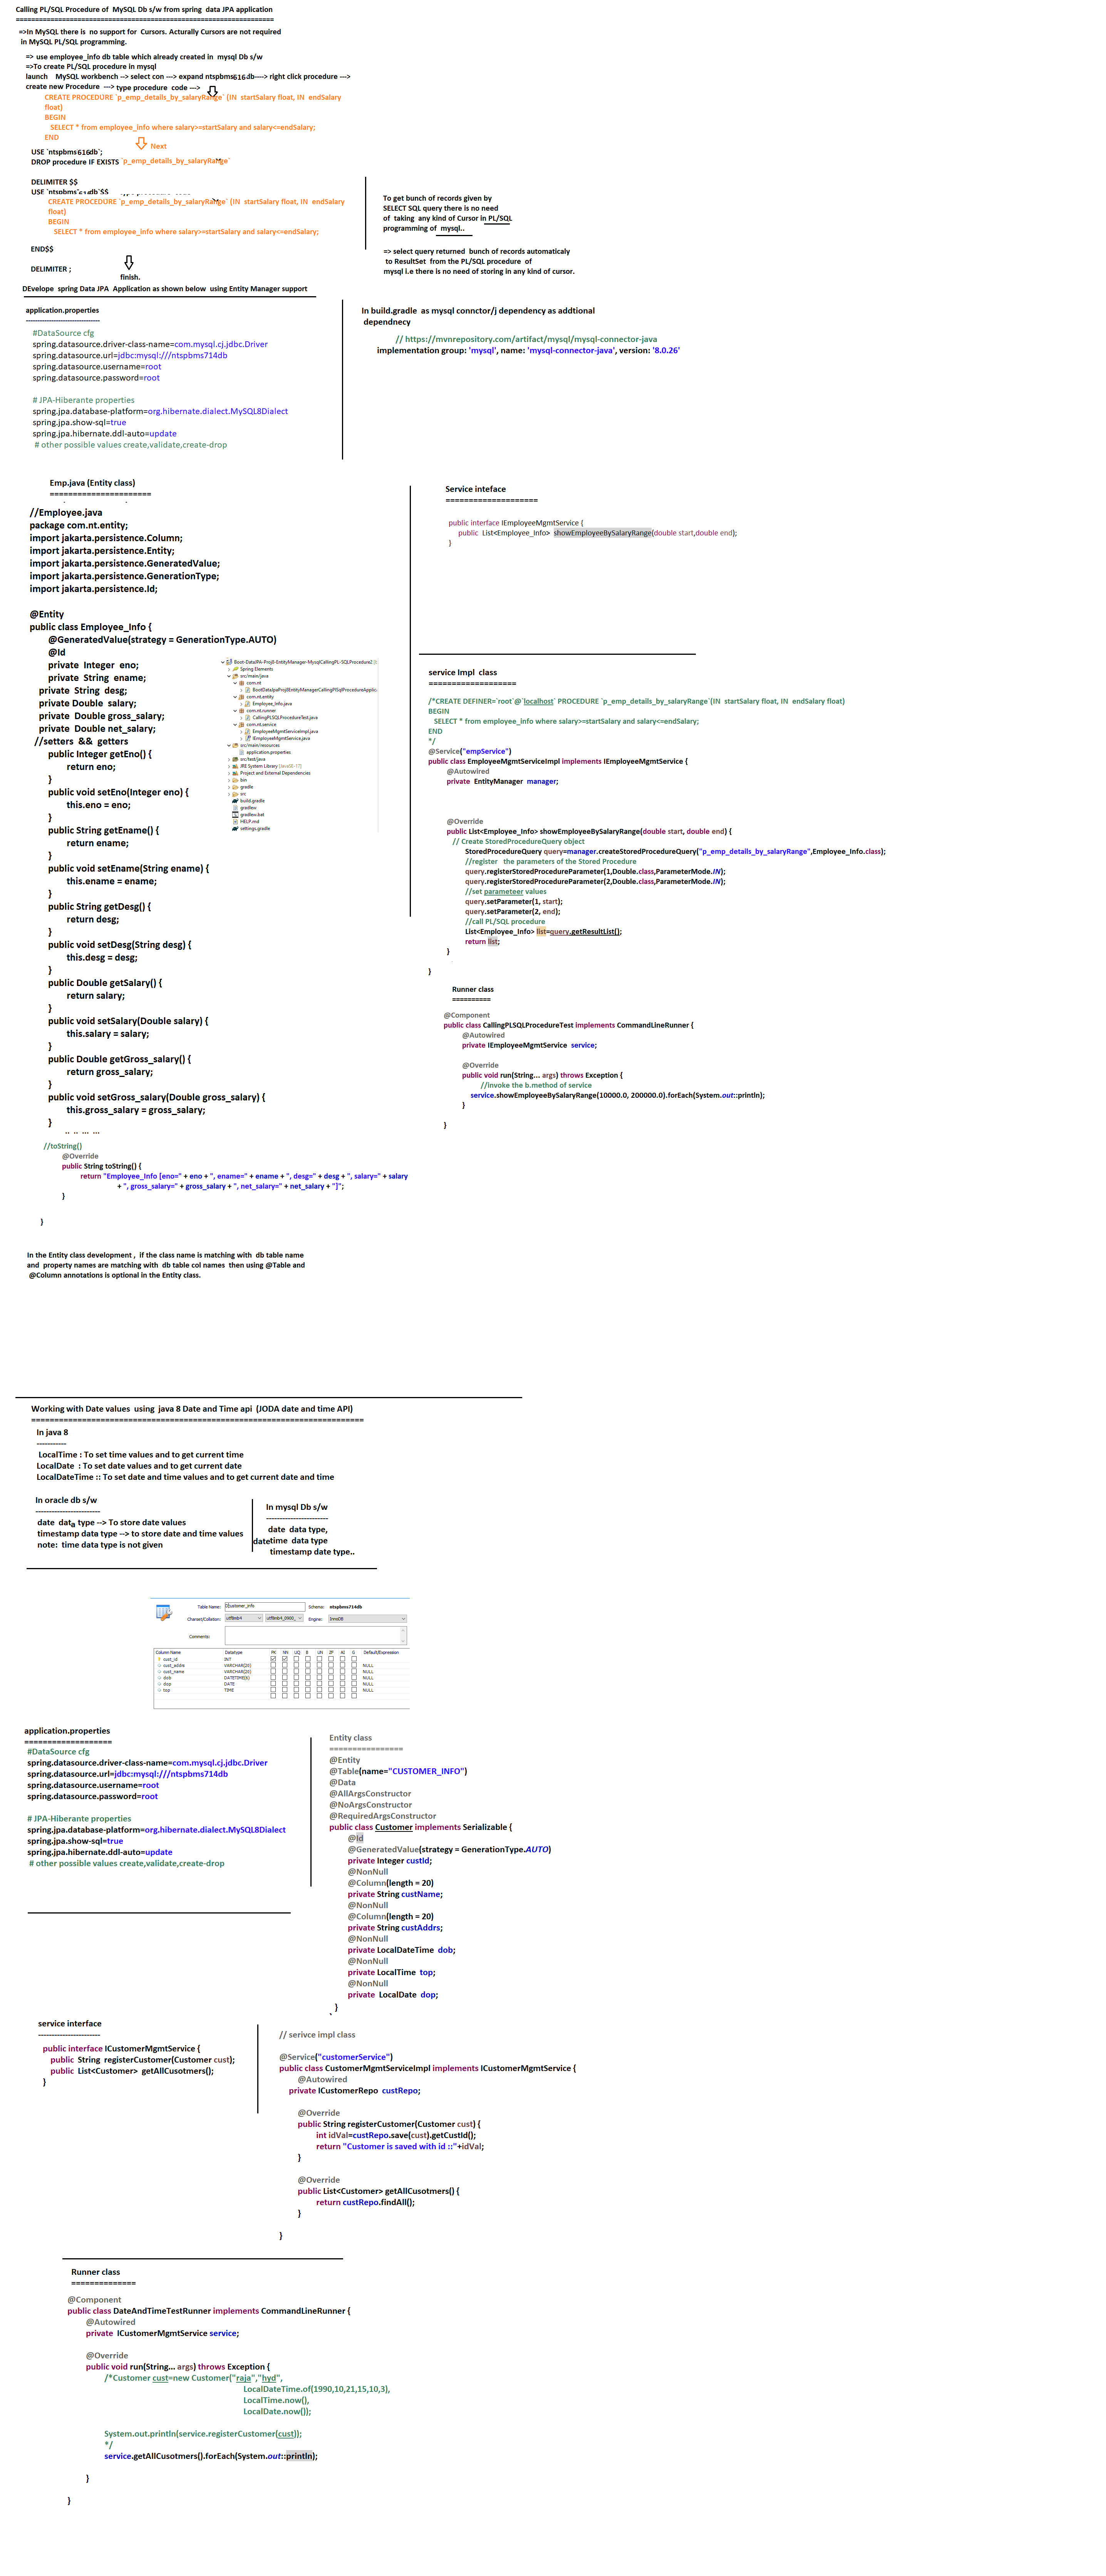 Calling PL/SQL Procedure of  MySQL Db s/w from spring  data JPA application
==========================================================================
=>In MySQL there is  no support for  Cursors. Acturally Cursors are not required
in MySQL PL/SQL programming.
=> use employee_info db table which already created in  mysql Db s/w
=>To create PL/SQL procedure in mysql
launch    MySQL workbench --> select con ---> expand ntspbms616db----> right click procedure --->
create new Procedure  ---> type procedure  code --->
CREATE PROCEDURE `p_emp_details_by_salaryRange` (IN  startSalary float, IN  endSalary
float)
BEGIN
SELECT * from employee_info where salary>=startSalary and salary<=endSalary;
END
Next
USE `ntspbms616db`;
DROP procedure IF EXISTS `p_emp_details_by_salaryRange`
DELIMITER $$
USE `ntspbms616db`$$
CREATE PROCEDURE `p_emp_details_by_salaryRange` (IN  startSalary float, IN  endSalary
float)
BEGIN
SELECT * from employee_info where salary>=startSalary and salary<=endSalary;
END$$
DELIMITER ;
finish.
To get bunch of records given by
SELECT SQL query there is no need
of  taking  any kind of Cursor in PL/SQL
programming of  mysql..
=> select query returned  bunch of records automaticaly
to ResultSet  from the PL/SQL procedure  of
mysql i.e there is no need of storing in any kind of cursor.
DEvelope  spring Data JPA  Application as shown below  using Entity Manager support
application.properties
--------------------------------
#DataSource cfg
spring.datasource.driver-class-name=com.mysql.cj.jdbc.Driver
spring.datasource.url=jdbc:mysql:///ntspbms714db
spring.datasource.username=root
spring.datasource.password=root
# JPA-Hiberante properties
spring.jpa.database-platform=org.hibernate.dialect.MySQL8Dialect
spring.jpa.show-sql=true
spring.jpa.hibernate.ddl-auto=update
# other possible values create,validate,create-drop
In build.gradle  as mysql connctor/j dependency as addtional
dependnecy
// https://mvnrepository.com/artifact/mysql/mysql-connector-java
implementation group: 'mysql', name: 'mysql-connector-java', version: '8.0.26'
Emp.java (Entity class)
======================
//Employee.java
package com.nt.entity;
import jakarta.persistence.Column;
import jakarta.persistence.Entity;
import jakarta.persistence.GeneratedValue;
import jakarta.persistence.GenerationType;
import jakarta.persistence.Id;
@Entity
public class Employee_Info {
@GeneratedValue(strategy = GenerationType.AUTO)
@Id
private  Integer  eno;
private  String  ename;
private  String  desg;
private Double  salary;
private  Double  gross_salary;
private  Double  net_salary;
//setters  &&  getters
public Integer getEno() {
return eno;
}
public void setEno(Integer eno) {
this.eno = eno;
}
public String getEname() {
return ename;
}
public void setEname(String ename) {
this.ename = ename;
}
public String getDesg() {
return desg;
}
public void setDesg(String desg) {
this.desg = desg;
}
public Double getSalary() {
return salary;
}
public void setSalary(Double salary) {
this.salary = salary;
}
public Double getGross_salary() {
return gross_salary;
}
public void setGross_salary(Double gross_salary) {
this.gross_salary = gross_salary;
}
.. .. ... ...
//toString()
@Override
public String toString() {
return "Employee_Info [eno=" + eno + ", ename=" + ename + ", desg=" + desg + ", salary=" + salary
+ ", gross_salary=" + gross_salary + ", net_salary=" + net_salary + "]";
}
}
Boot-DataJPA-Proj8-EntityManager-MysqlCallingPL-SQLProcedure2
Spring Elements
src/main/java
com.nt
BootDataJpaProj8EntityManagerCallingPlSqlProcedureApplic
com.nt.entity
Employee_Info.java
com.nt.runner
CallingPLSQLProcedureTest.java
com.nt.service
EmployeeMgmtServiceImpl.java
IEmployeeMgmtService.java
src/main/resources
application.properties
src/test/java
JRE System Library [JavaSE-17]
Project and External Dependencies
bin
gradle
src
build.gradle
gradlew
gradlew.bat
HELP.md
settings.gradle
Service inteface
====================
public interface IEmployeeMgmtService {
public  List<Employee_Info>  showEmployeeBySalaryRange(double start,double end);
}
service Impl  class
===================
/*CREATE DEFINER=`root`@`localhost` PROCEDURE `p_emp_details_by_salaryRange`(IN  startSalary float, IN  endSalary float)
BEGIN
SELECT * from employee_info where salary>=startSalary and salary<=endSalary;
END
*/
@Service("empService")
public class EmployeeMgmtServiceImpl implements IEmployeeMgmtService {
@Autowired
private  EntityManager  manager;
@Override
public List<Employee_Info> showEmployeeBySalaryRange(double start, double end) {
// Create StoredProcedureQuery object
StoredProcedureQuery query=manager.createStoredProcedureQuery("p_emp_details_by_salaryRange",Employee_Info.class);
//register   the parameters of the Stored Procedure
query.registerStoredProcedureParameter(1,Double.class,ParameterMode.IN);
query.registerStoredProcedureParameter(2,Double.class,ParameterMode.IN);
//set parameteer values
query.setParameter(1, start);
query.setParameter(2, end);
//call PL/SQL procedure
List<Employee_Info> list=query.getResultList();
return list;
}
}
Runner class
==========
@Component
public class CallingPLSQLProcedureTest implements CommandLineRunner {
@Autowired
private IEmployeeMgmtService  service;
@Override
public void run(String... args) throws Exception {
//invoke the b.method of service
service.showEmployeeBySalaryRange(10000.0, 200000.0).forEach(System.out::println);
}
}
In the Entity class development ,  if the class name is matching with  db table name
and  property names are matching with  db table col names  then using @Table and
@Column annotations is optional in the Entity class.
Working with Date values  using  java 8 Date and Time api  (JODA date and time API)
==========================================================================
In java 8
-----------
LocalTime : To set time values and to get current time
LocalDate  : To set date values and to get current date
LocalDateTime :: To set date and time values and to get current date and time
In oracle db s/w
------------------------
date  data type --> To store date values
timestamp data type --> to store date and time values
note:  time data type is not given
In mysql Db s/w
-----------------------
date  data type,
time  data type
date
timestamp date type..
Table Name:
customer_info
Schema:
ntspbms714db
Charset/Collation:
utf8mb4
utf8mb4_0900_
Engine:
InnoDB
Comments:
Column Name Datatype PK NN UQ B UN ZF AI G Default/Expression
cust_id INT
cust_addrs VARCHAR(20) NULL
cust_name VARCHAR(20) NULL
dob DATETIME(6) NULL
dop DATE NULL
top TIME NULL
application.properties
===================
#DataSource cfg
spring.datasource.driver-class-name=com.mysql.cj.jdbc.Driver
spring.datasource.url=jdbc:mysql:///ntspbms714db
spring.datasource.username=root
spring.datasource.password=root
# JPA-Hiberante properties
spring.jpa.database-platform=org.hibernate.dialect.MySQL8Dialect
spring.jpa.show-sql=true
spring.jpa.hibernate.ddl-auto=update
# other possible values create,validate,create-drop
Entity class
================
@Entity
@Table(name="CUSTOMER_INFO")
@Data
@AllArgsConstructor
@NoArgsConstructor
@RequiredArgsConstructor
public class Customer implements Serializable {
@Id
@GeneratedValue(strategy = GenerationType.AUTO)
private Integer custId;
@NonNull
@Column(length = 20)
private String custName;
@NonNull
@Column(length = 20)
private String custAddrs;
@NonNull
private LocalDateTime  dob;
@NonNull
private LocalTime  top;
@NonNull
private  LocalDate  dop;
}
service interface
-----------------------
public interface ICustomerMgmtService {
public  String  registerCustomer(Customer cust);
public  List<Customer>  getAllCusotmers();
}
// serivce impl class
@Service("customerService")
public class CustomerMgmtServiceImpl implements ICustomerMgmtService {
@Autowired
private ICustomerRepo  custRepo;
@Override
public String registerCustomer(Customer cust) {
int idVal=custRepo.save(cust).getCustId();
return "Customer is saved with id ::"+idVal;
}
@Override
public List<Customer> getAllCusotmers() {
return custRepo.findAll();
}
}
Runner class
==============
@Component
public class DateAndTimeTestRunner implements CommandLineRunner {
@Autowired
private  ICustomerMgmtService service;
@Override
public void run(String... args) throws Exception {
/*Customer cust=new Customer("raja","hyd",
LocalDateTime.of(1990,10,21,15,10,3),
LocalTime.now(),
LocalDate.now());
System.out.println(service.registerCustomer(cust));
*/
service.getAllCusotmers().forEach(System.out::println);
}
}